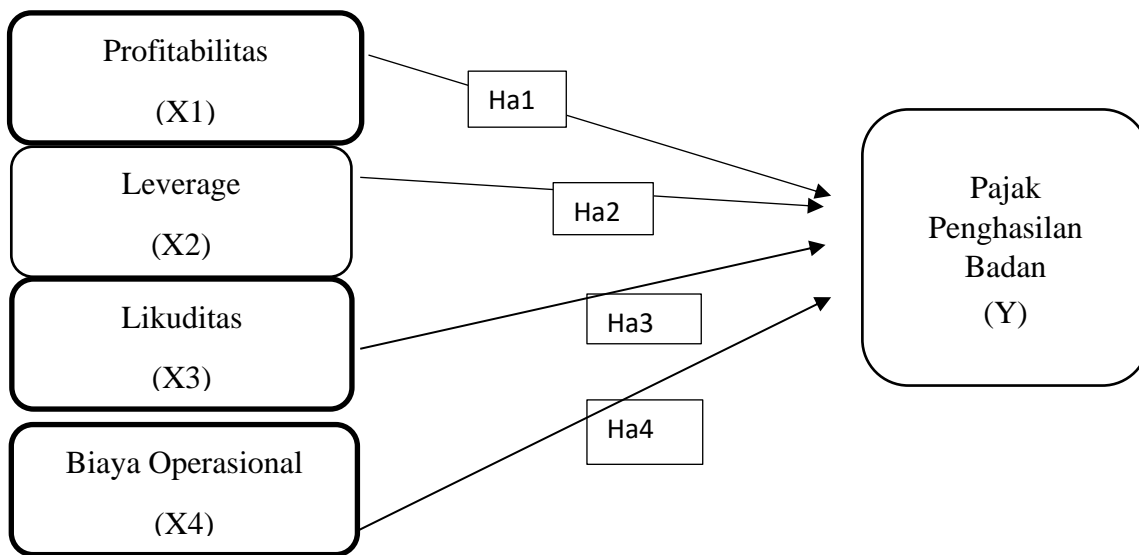 Profitabilitas
(X1)
Ha1
Leverage
(X2)
Ha2
Pajak
Penghasilan
Badan
(Y)
Likuditas
(X3)
Ha3
Biaya Operasional
(X4)
Ha4